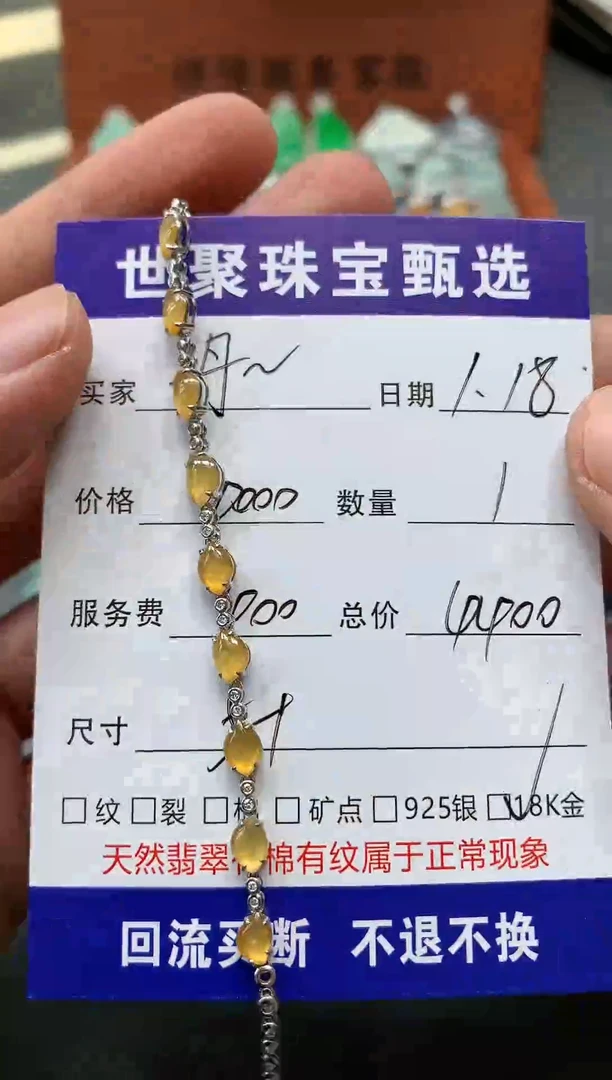 世聚珠宝甄选
买家 丹~ 日期 1.18
价格 数量 1
服务费 总价
尺寸
□纹 □裂 □ □矿点 □925银 □18K金
天然翡翠有棉有纹属于正常现象
回流买断 不退不换